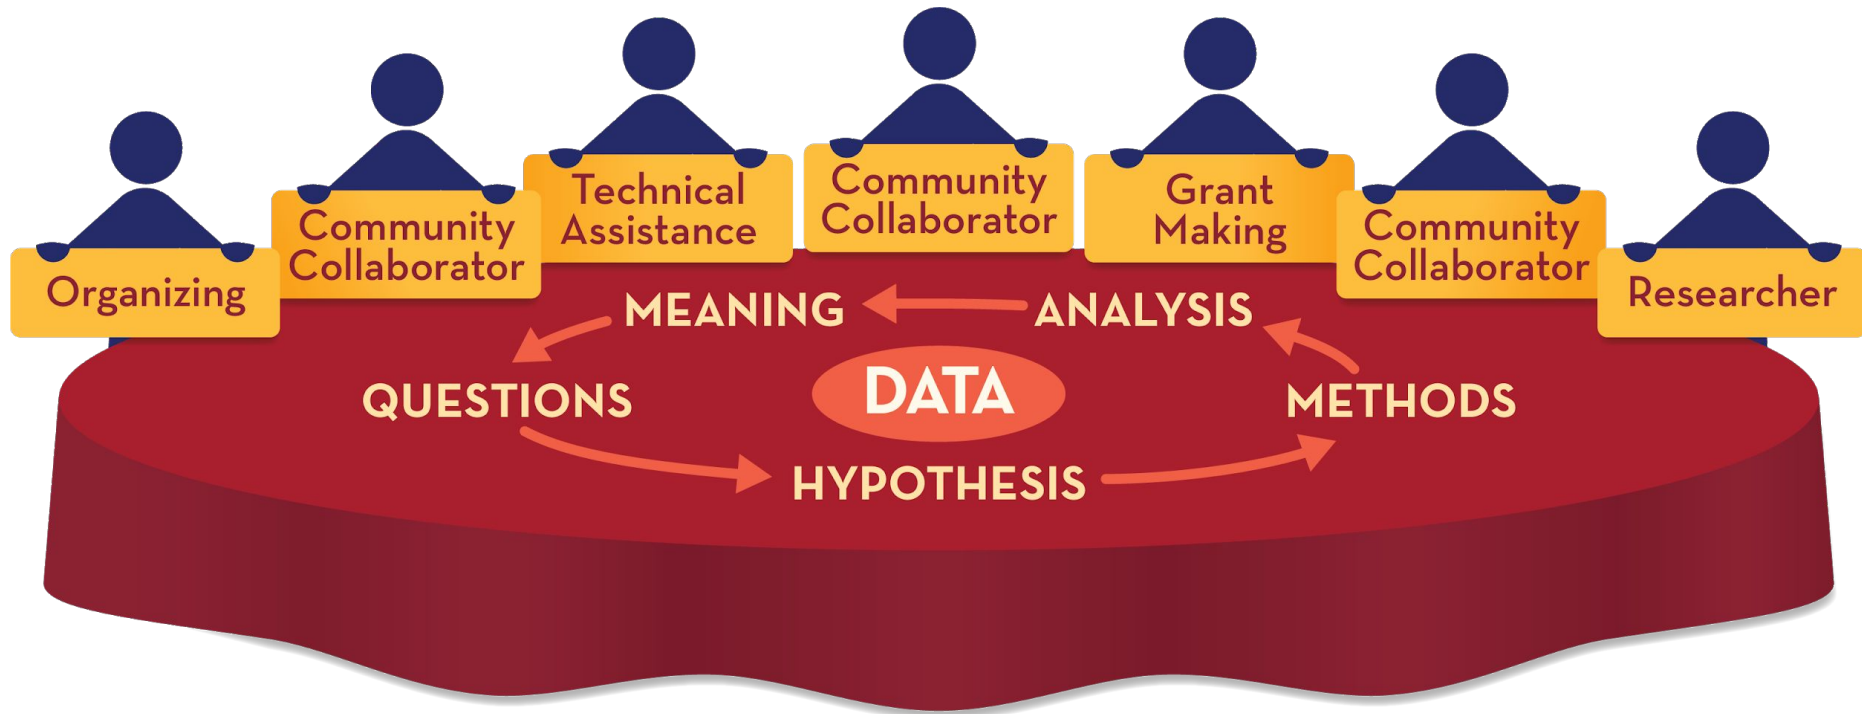 Organizing
Community
Collaborator
Technical
Assistance
Community
Collaborator
Grant
Making
Community
Collaborator
Researcher
MEANING
ANALYSIS
QUESTIONS
DATA
METHODS
HYPOTHESIS